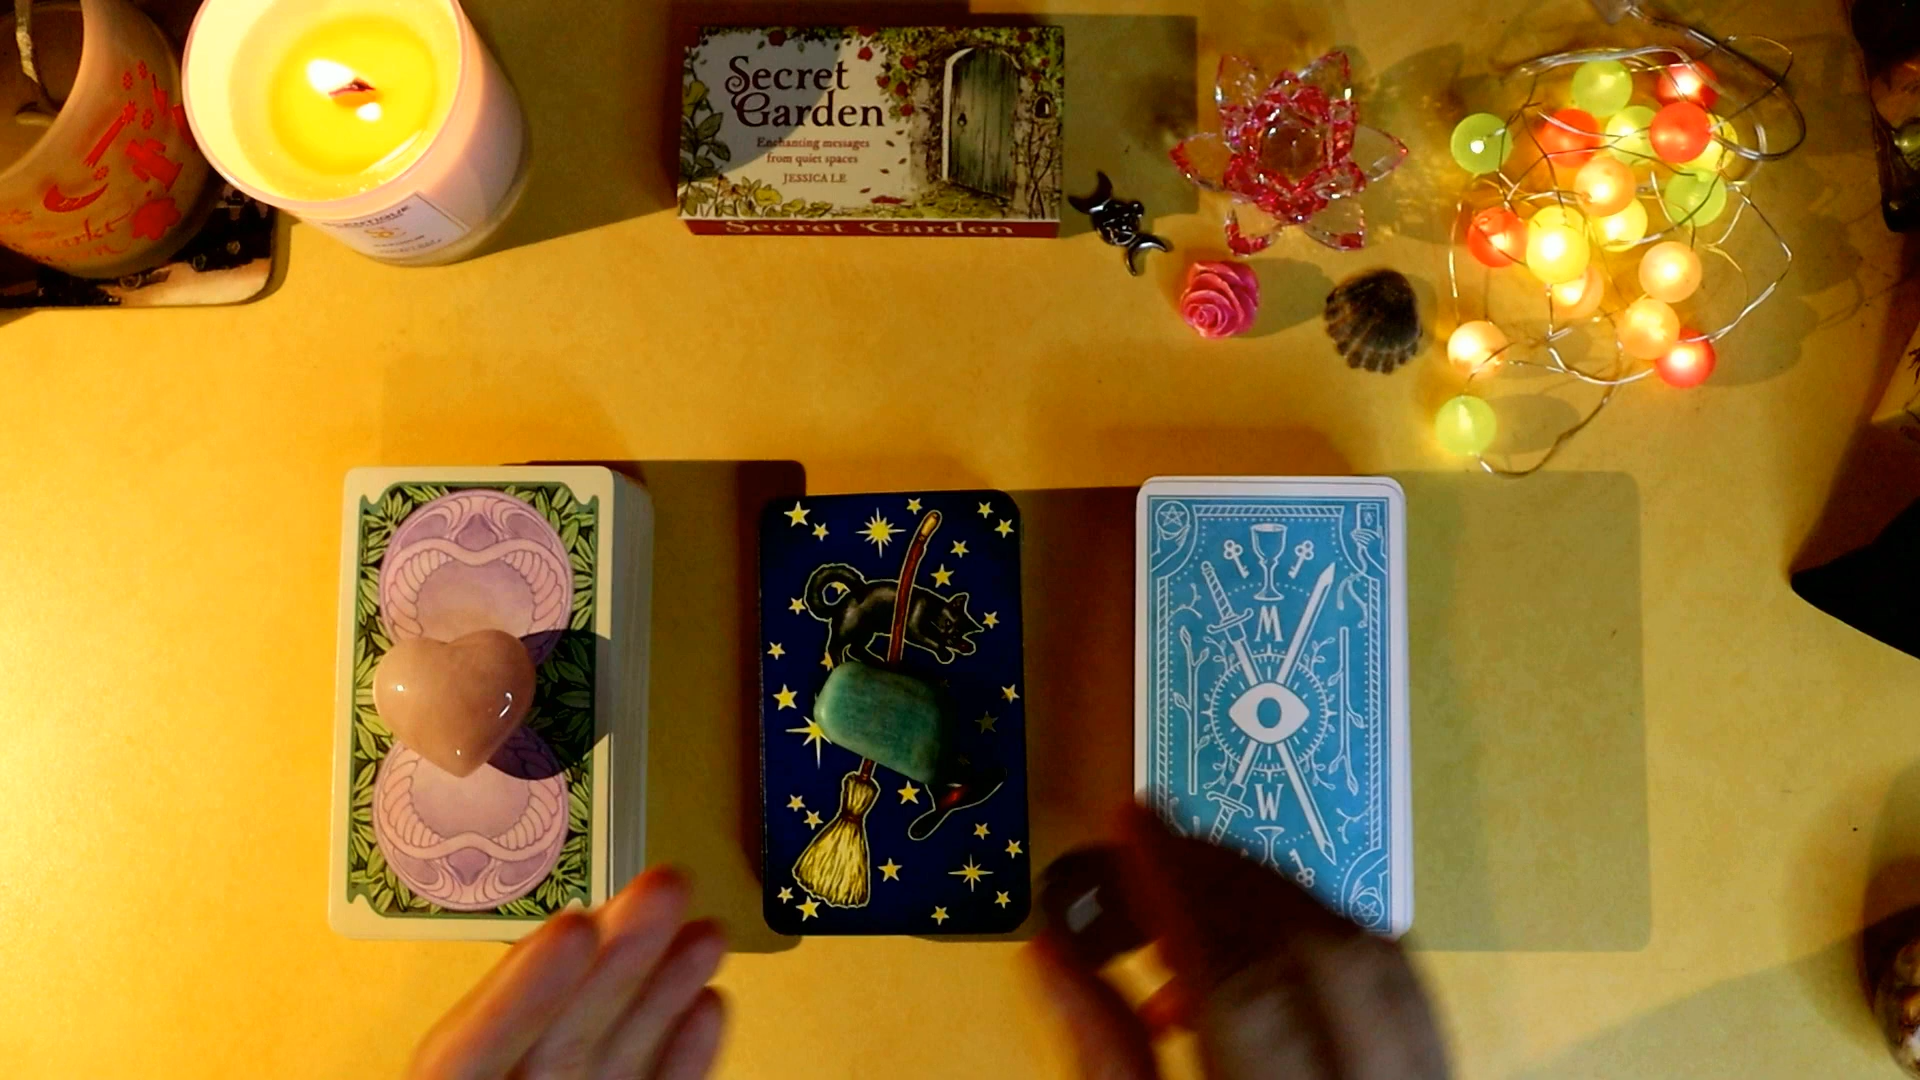 Secret
Garden
Enchanting messages
from quiet spaces
JESSICA LE
Secret Garden
M
W